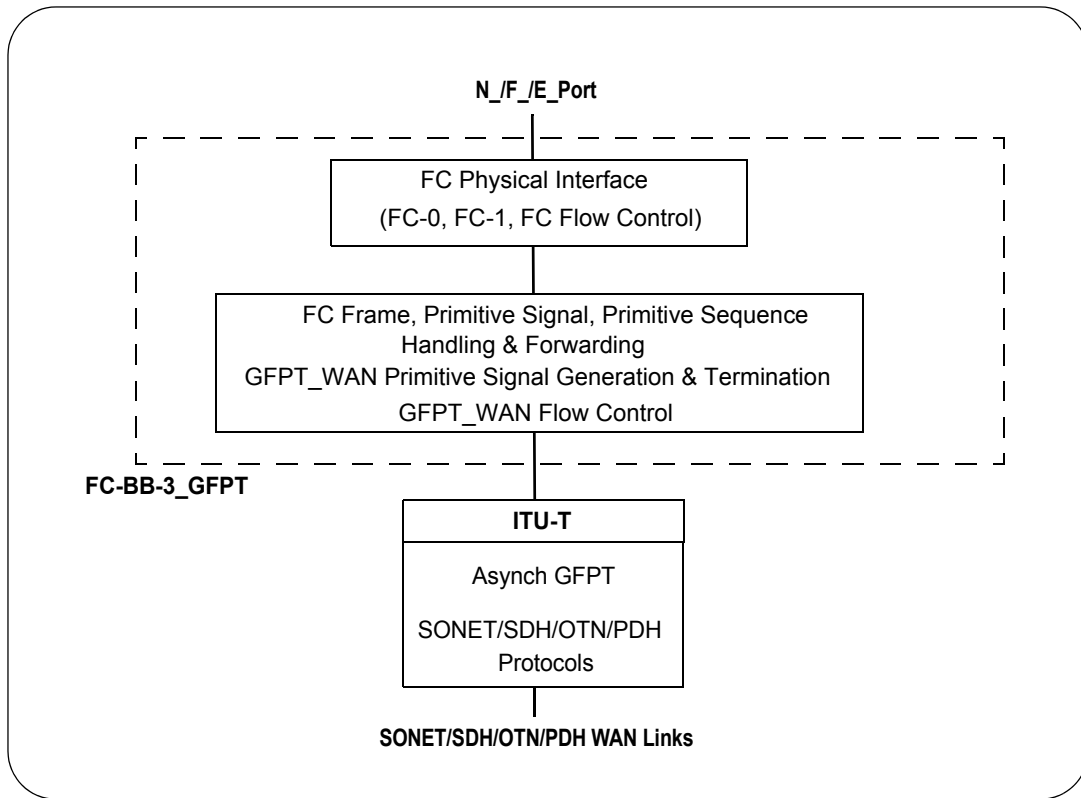 N_/F_/E_Port
FC Physical Interface
(FC-0, FC-1, FC Flow Control)
FC Frame, Primitive Signal, Primitive Sequence
Handling & Forwarding
GFPT_WAN Primitive Signal Generation & Termination
GFPT_WAN Flow Control
FC-BB-3_GFPT
ITU-T
Asynch GFPT
SONET/SDH/OTN/PDH
Protocols
SONET/SDH/OTN/PDH WAN Links